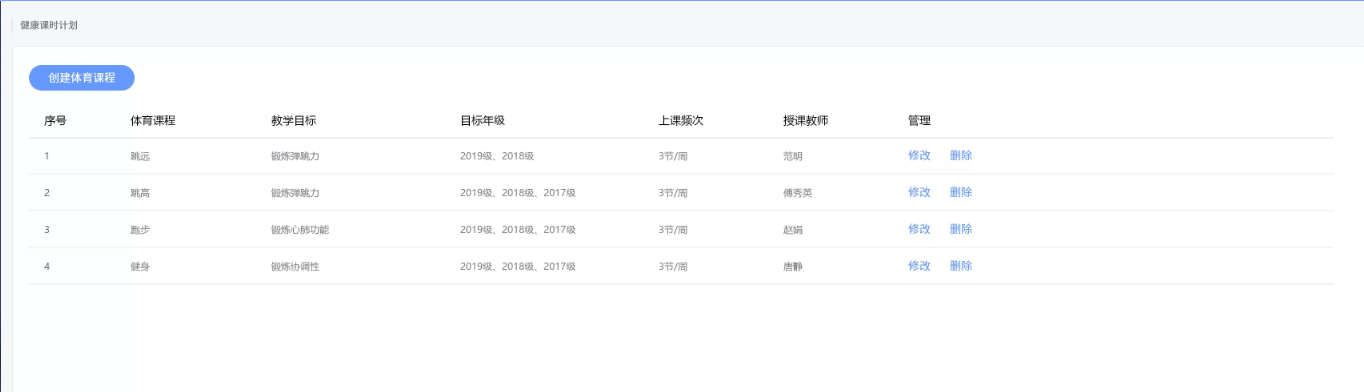 健康课时计划
创建体育课程
序号 体育课程 教学目标 目标年级 上课频次 授课教师 管理
1 跳远 锻炼弹跳力 2019级、2018级 3节/周 范明 修改 删除
2 跳高 锻炼弹跳力 2019级、2018级、2017级 3节/周 傅秀英 修改 删除
3 跑步 锻炼心肺功能 2019级、2018级、2017级 3节/周 赵娟 修改 删除
4 健身 锻炼协调性 2019级、2018级、2017级 3节/周 唐静 修改 删除